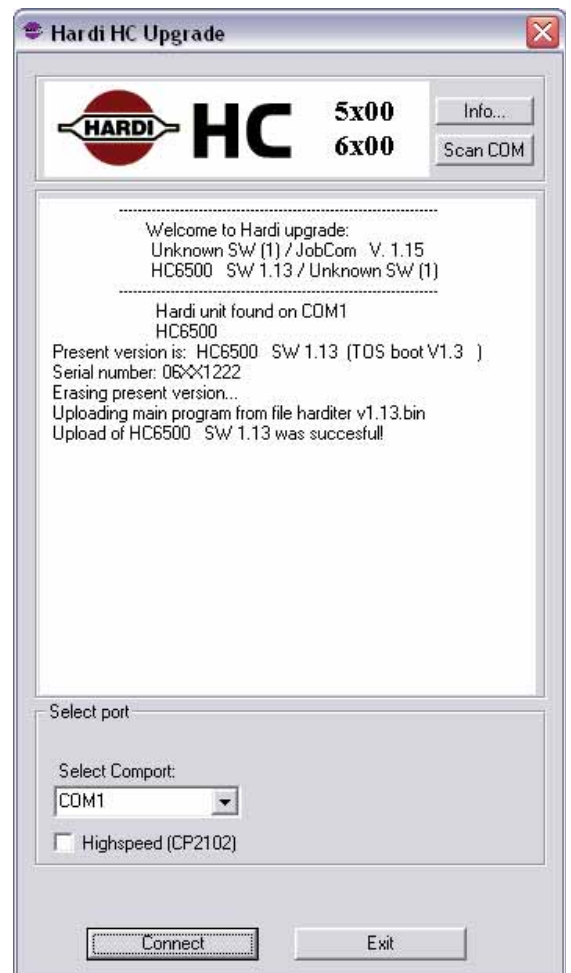 Hardi HC Upgrade
HARDI HC 5x00
6x00
Info...
Scan COM
Welcome to Hardi upgrade:
Unknown SW (1) / JobCom V. 1.15
HC6500 SW 1.13 / Unknown SW (1)
Hardi unit found on COM1
HC6500
Present version is: HC6500 SW 1.13 (TOS boot V1.3 )
Serial number: 06XX1222
Erasing present version...
Uploading main program from file harditer v1.13.bin
Upload of HC6500 SW 1.13 was succesful!
Select port
Select Comport:
COM1
Highspeed (CP2102)
Connect
Exit